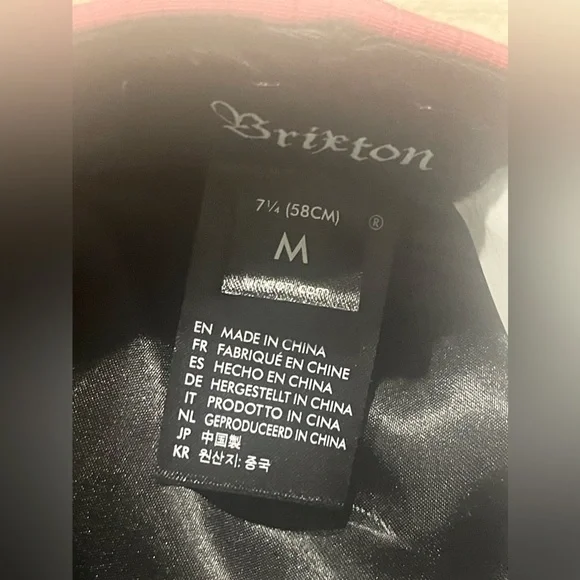 Brixton
7¼ (58CM)
®
M
EN MADE IN CHINA
FR FABRIQUÉ EN CHINE
ES HECHO EN CHINA
DE HERGESTELLT IN CHINA
IT PRODOTTO IN CINA
NL GEPRODUCEERD IN CHINA
JP 中国製
KR 원산지: 중국